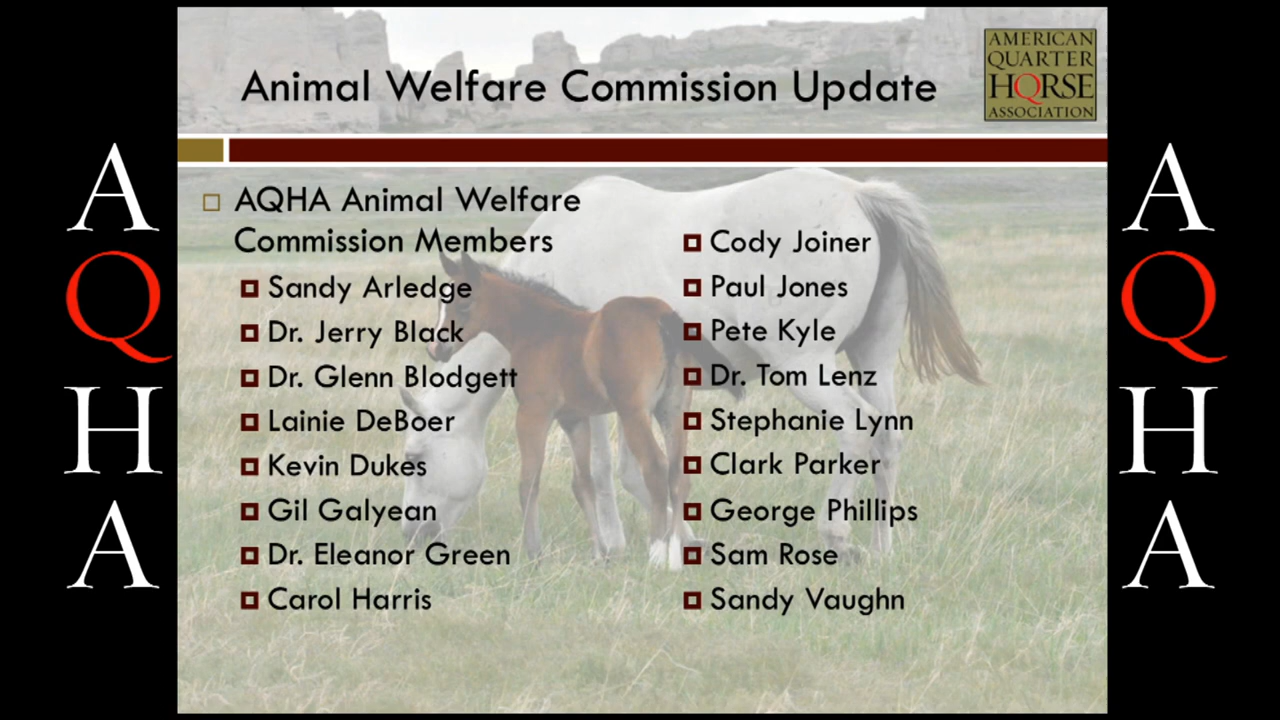 Animal Welfare Commission Update
AMERICAN
QUARTER
HORSE
ASSOCIATION
A
Q
H
A
AQHA Animal Welfare
Commission Members
Sandy Arledge
Dr. Jerry Black
Dr. Glenn Blodgett
Lainie DeBoer
Kevin Dukes
Gil Galyean
Dr. Eleanor Green
Carol Harris
Cody Joiner
Paul Jones
Pete Kyle
Dr. Tom Lenz
Stephanie Lynn
Clark Parker
George Phillips
Sam Rose
Sandy Vaughn
A
Q
H
A